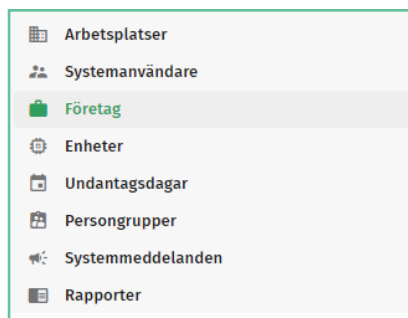 Arbetsplatser
Systemanvändare
Företag
Enheter
Undantagsdagar
Persongrupper
Systemmeddelanden
Rapporter